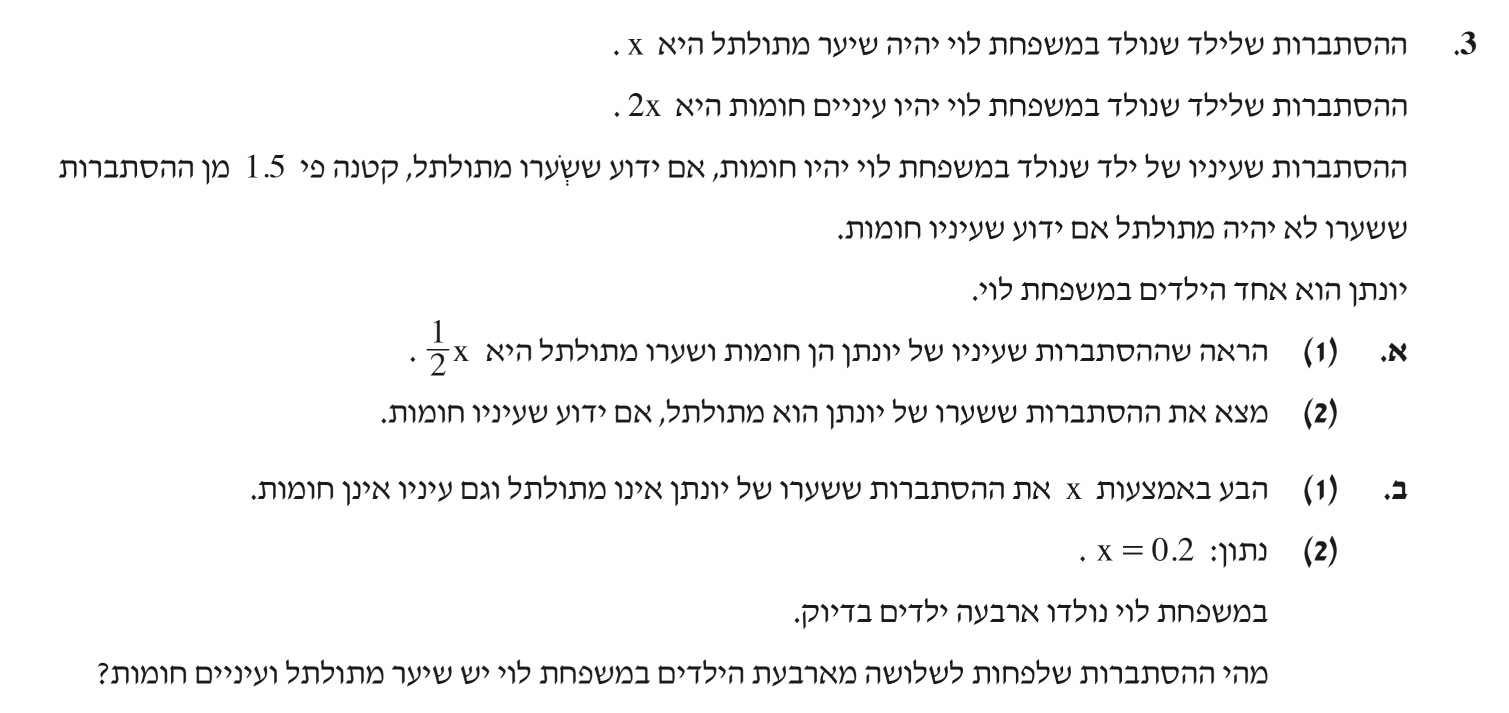 3. ההסתברות שלילד שנולד במשפחת לוי יהיה שיער מתולתל היא x .
ההסתברות שלילד שנולד במשפחת לוי יהיו עיניים חומות היא 2x .
ההסתברות שעיניו של ילד שנולד במשפחת לוי יהיו חומות, אם ידוע ששְׂערו מתולתל, קטנה פי 1.5 מן ההסתברות
ששערו לא יהיה מתולתל אם ידוע שעיניו חומות.
יונתן הוא אחד הילדים במשפחת לוי.
א. (1) הראה שההסתברות שעיניו של יונתן הן חומות ושערו מתולתל היא \frac{1}{2}x .
(2) מצא את ההסתברות ששערו של יונתן הוא מתולתל, אם ידוע שעיניו חומות.
ב. (1) הבע באמצעות x את ההסתברות ששערו של יונתן אינו מתולתל וגם עיניו אינן חומות.
(2) נתון: x = 0.2 .
במשפחת לוי נולדו ארבעה ילדים בדיוק.
מהי ההסתברות שלפחות לשלושה מארבעת הילדים במשפחת לוי יש שיער מתולתל ועיניים חומות?